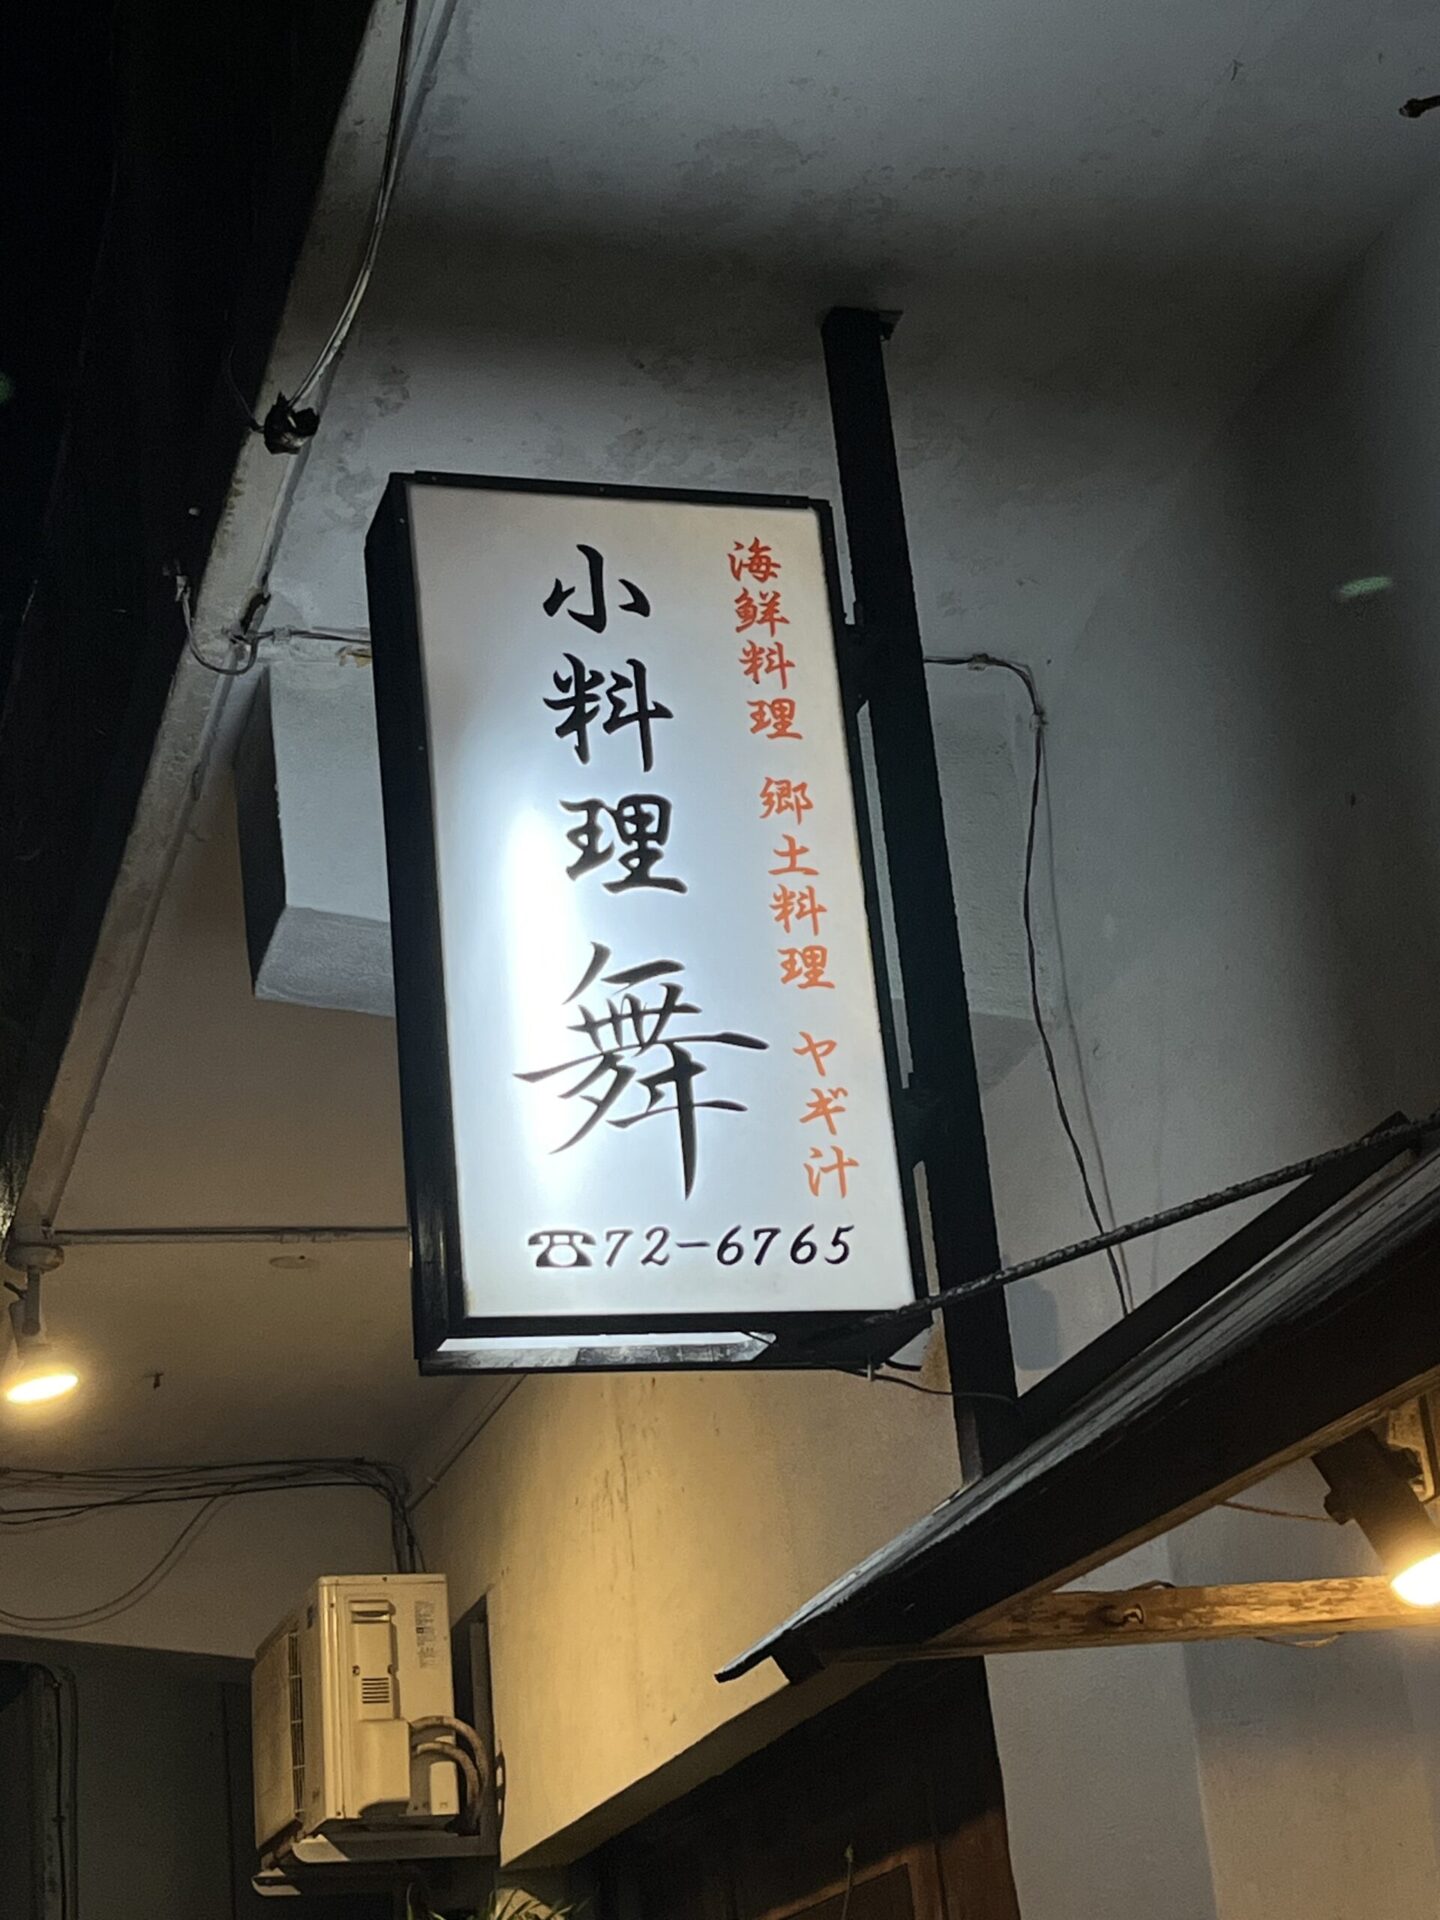 海鮮料理 郷土料理 ヤギ汁
小料理 舞
☎72-6765